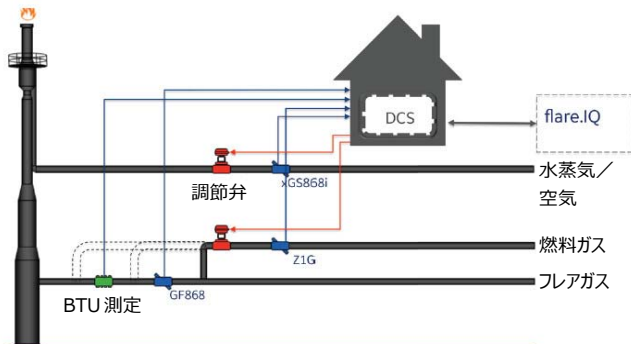 DCS
flare.IQ
水蒸気／
空気
xGS868i
調節弁
燃料ガス
Z1G
フレアガス
GF868
BTU 測定